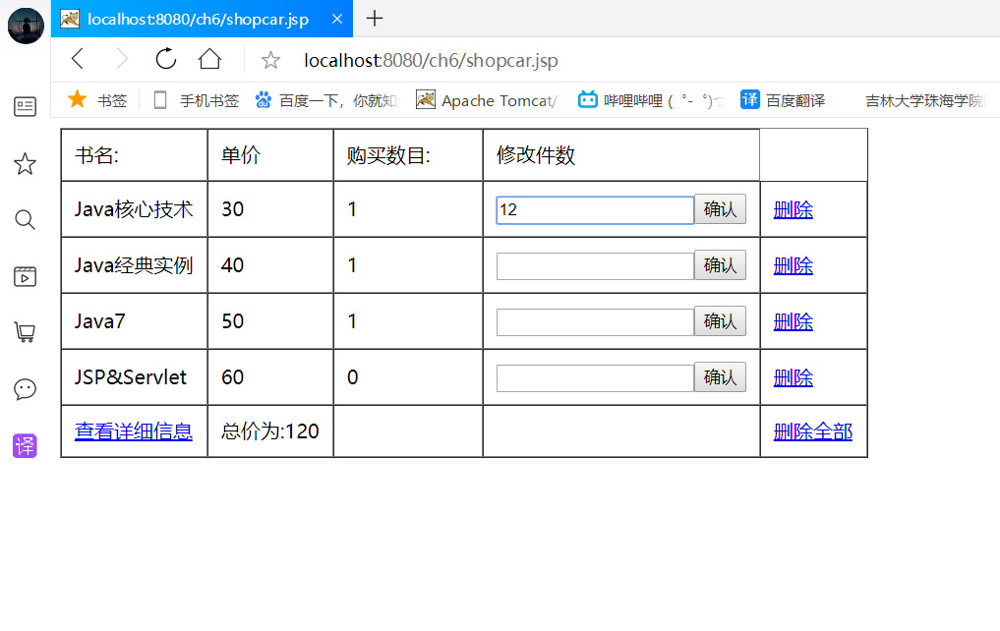 localhost:8080/ch6/shopcar.jsp
localhost:8080/ch6/shopcar.jsp
书签 手机书签 百度一下，你就知 Apache Tomcat/ 哔哩哔哩 ( ゜- ゜)つ 译 百度翻译 吉林大学珠海学院
书名: 单价 购买数目: 修改件数
Java核心技术 30 1 12 确认 删除
Java经典实例 40 1 确认 删除
Java7 50 1 确认 删除
JSP&Servlet 60 0 确认 删除
译
查看详细信息 总价为:120 删除全部